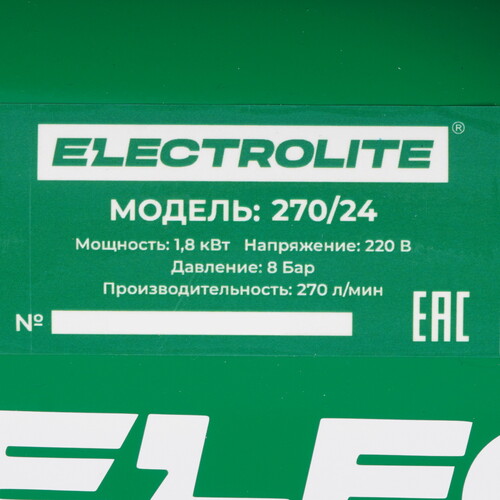 ELECTROLITE ®
МОДЕЛЬ: 270/24
Мощность: 1,8 кВт Напряжение: 220 В
Давление: 8 Бар
Производительность: 270 л/мин
№
EAC